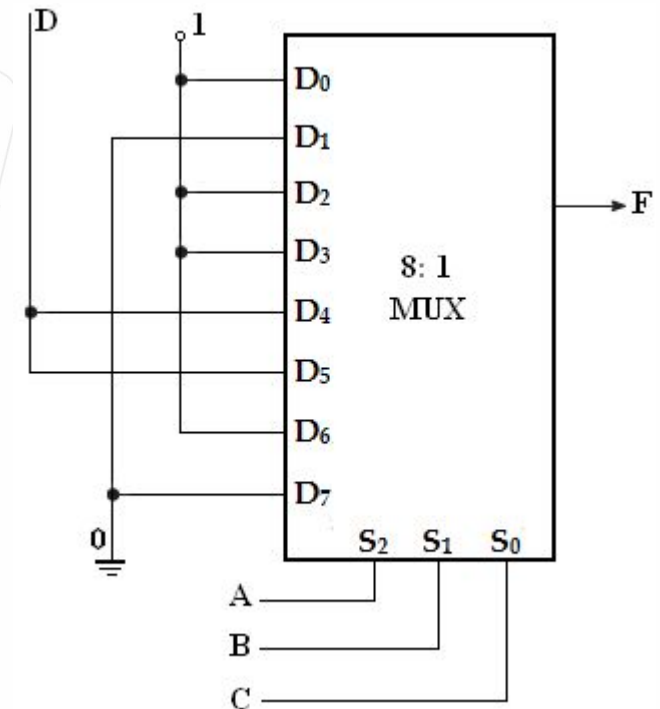 D
1
D₀
D₁
D₂
D₃
D₄
D₅
D₆
D₇
8: 1
MUX
F
0
S₂ S₁ S₀
A
B
C